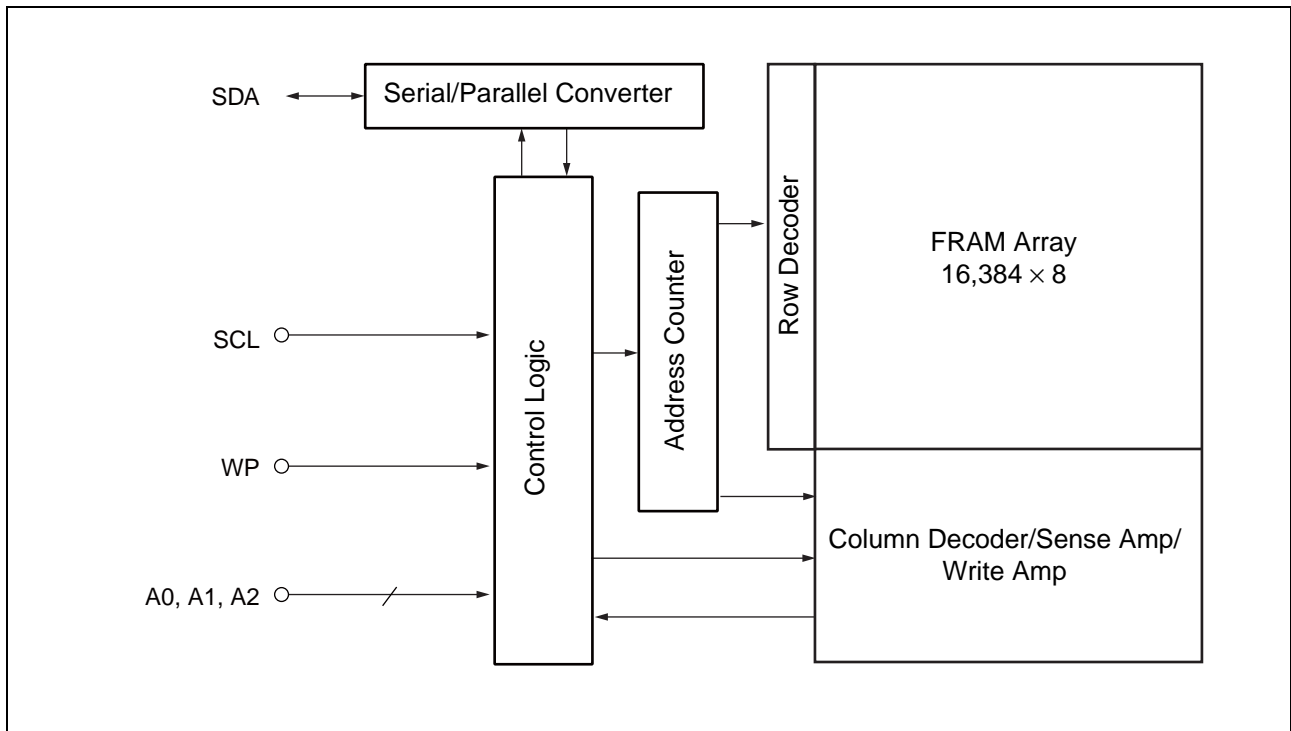 SDA
Serial/Parallel Converter
SCL
WP
A0, A1, A2
Control Logic
Address Counter
Row Decoder
FRAM Array
16,384 × 8
Column Decoder/Sense Amp/
Write Amp